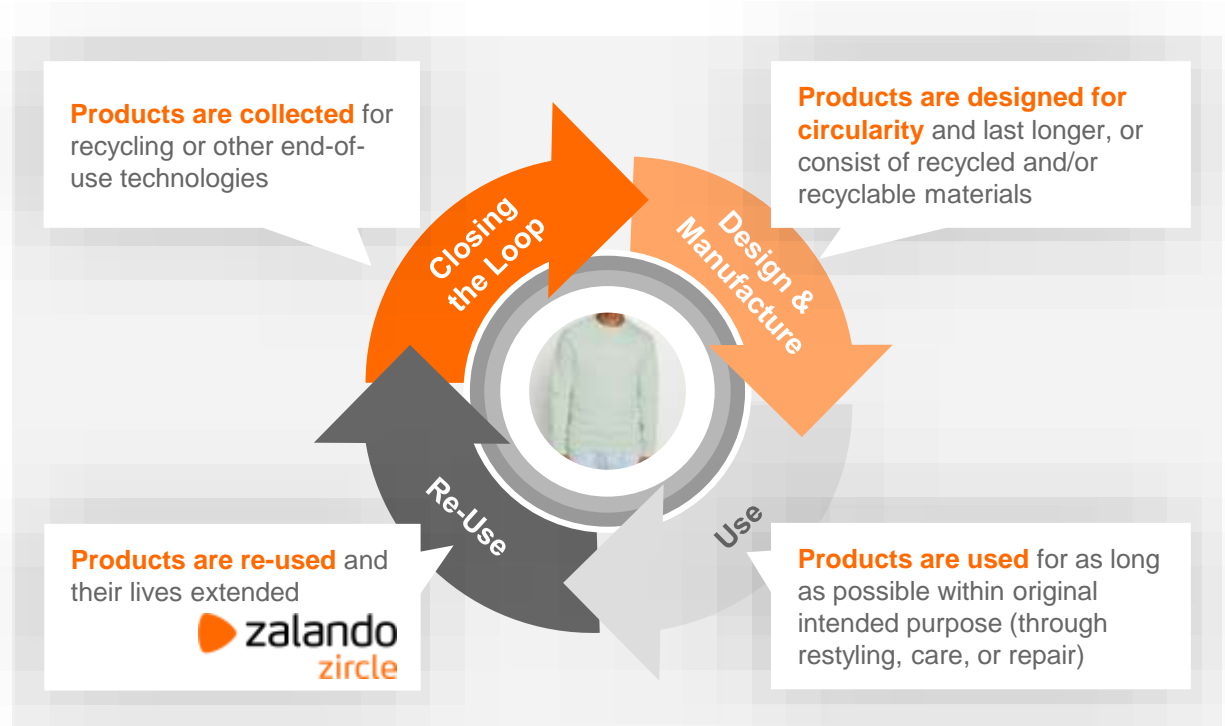 Products are collected for
recycling or other end-of-
use technologies
Products are designed for
circularity and last longer, or
consist of recycled and/or
recyclable materials
Closing
the Loop
Design &
Manufacture
Re-Use
Use
Products are re-used and
their lives extended
zalando
zircle
Products are used for as long
as possible within original
intended purpose (through
restyling, care, or repair)